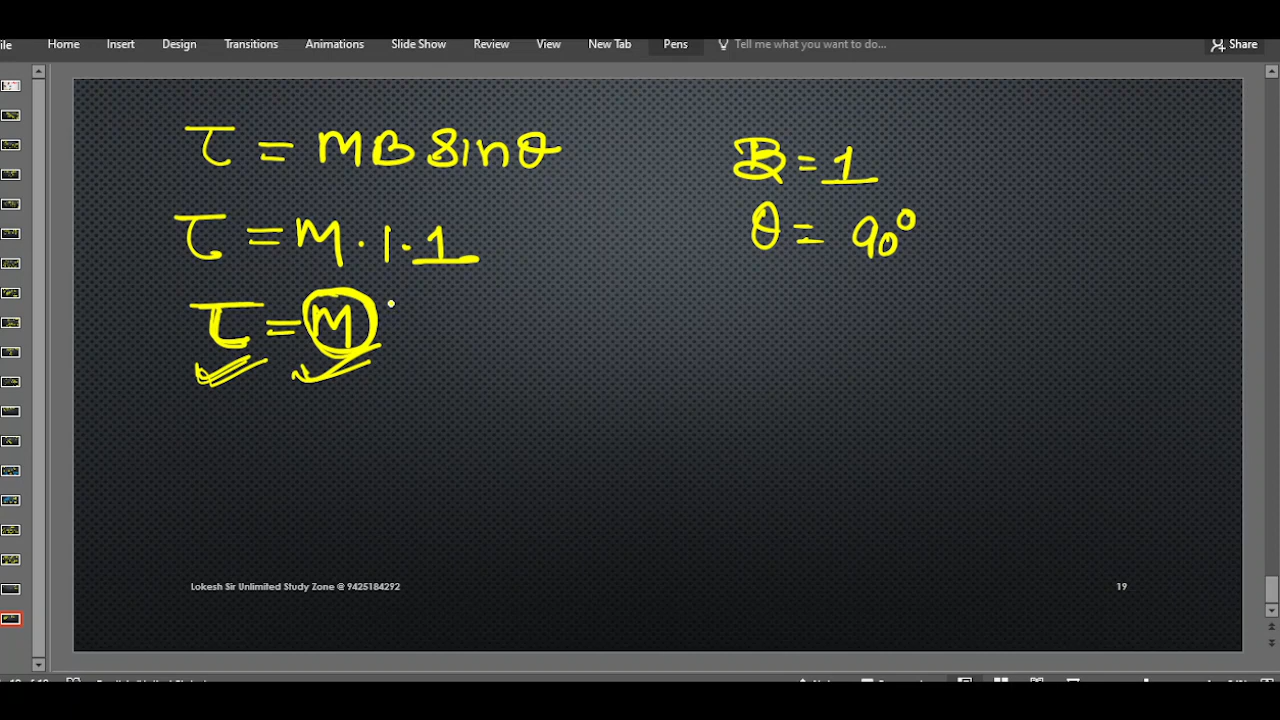 File Home Insert Design Transitions Animations Slide Show Review View New Tab Pens Tell me what you want to do... Share
τ = MB Sinθ
B = 1
θ = 90°
τ = M · 1 · 1
τ = M
Lokesh Sir Unlimited Study Zone @ 9425184292
19